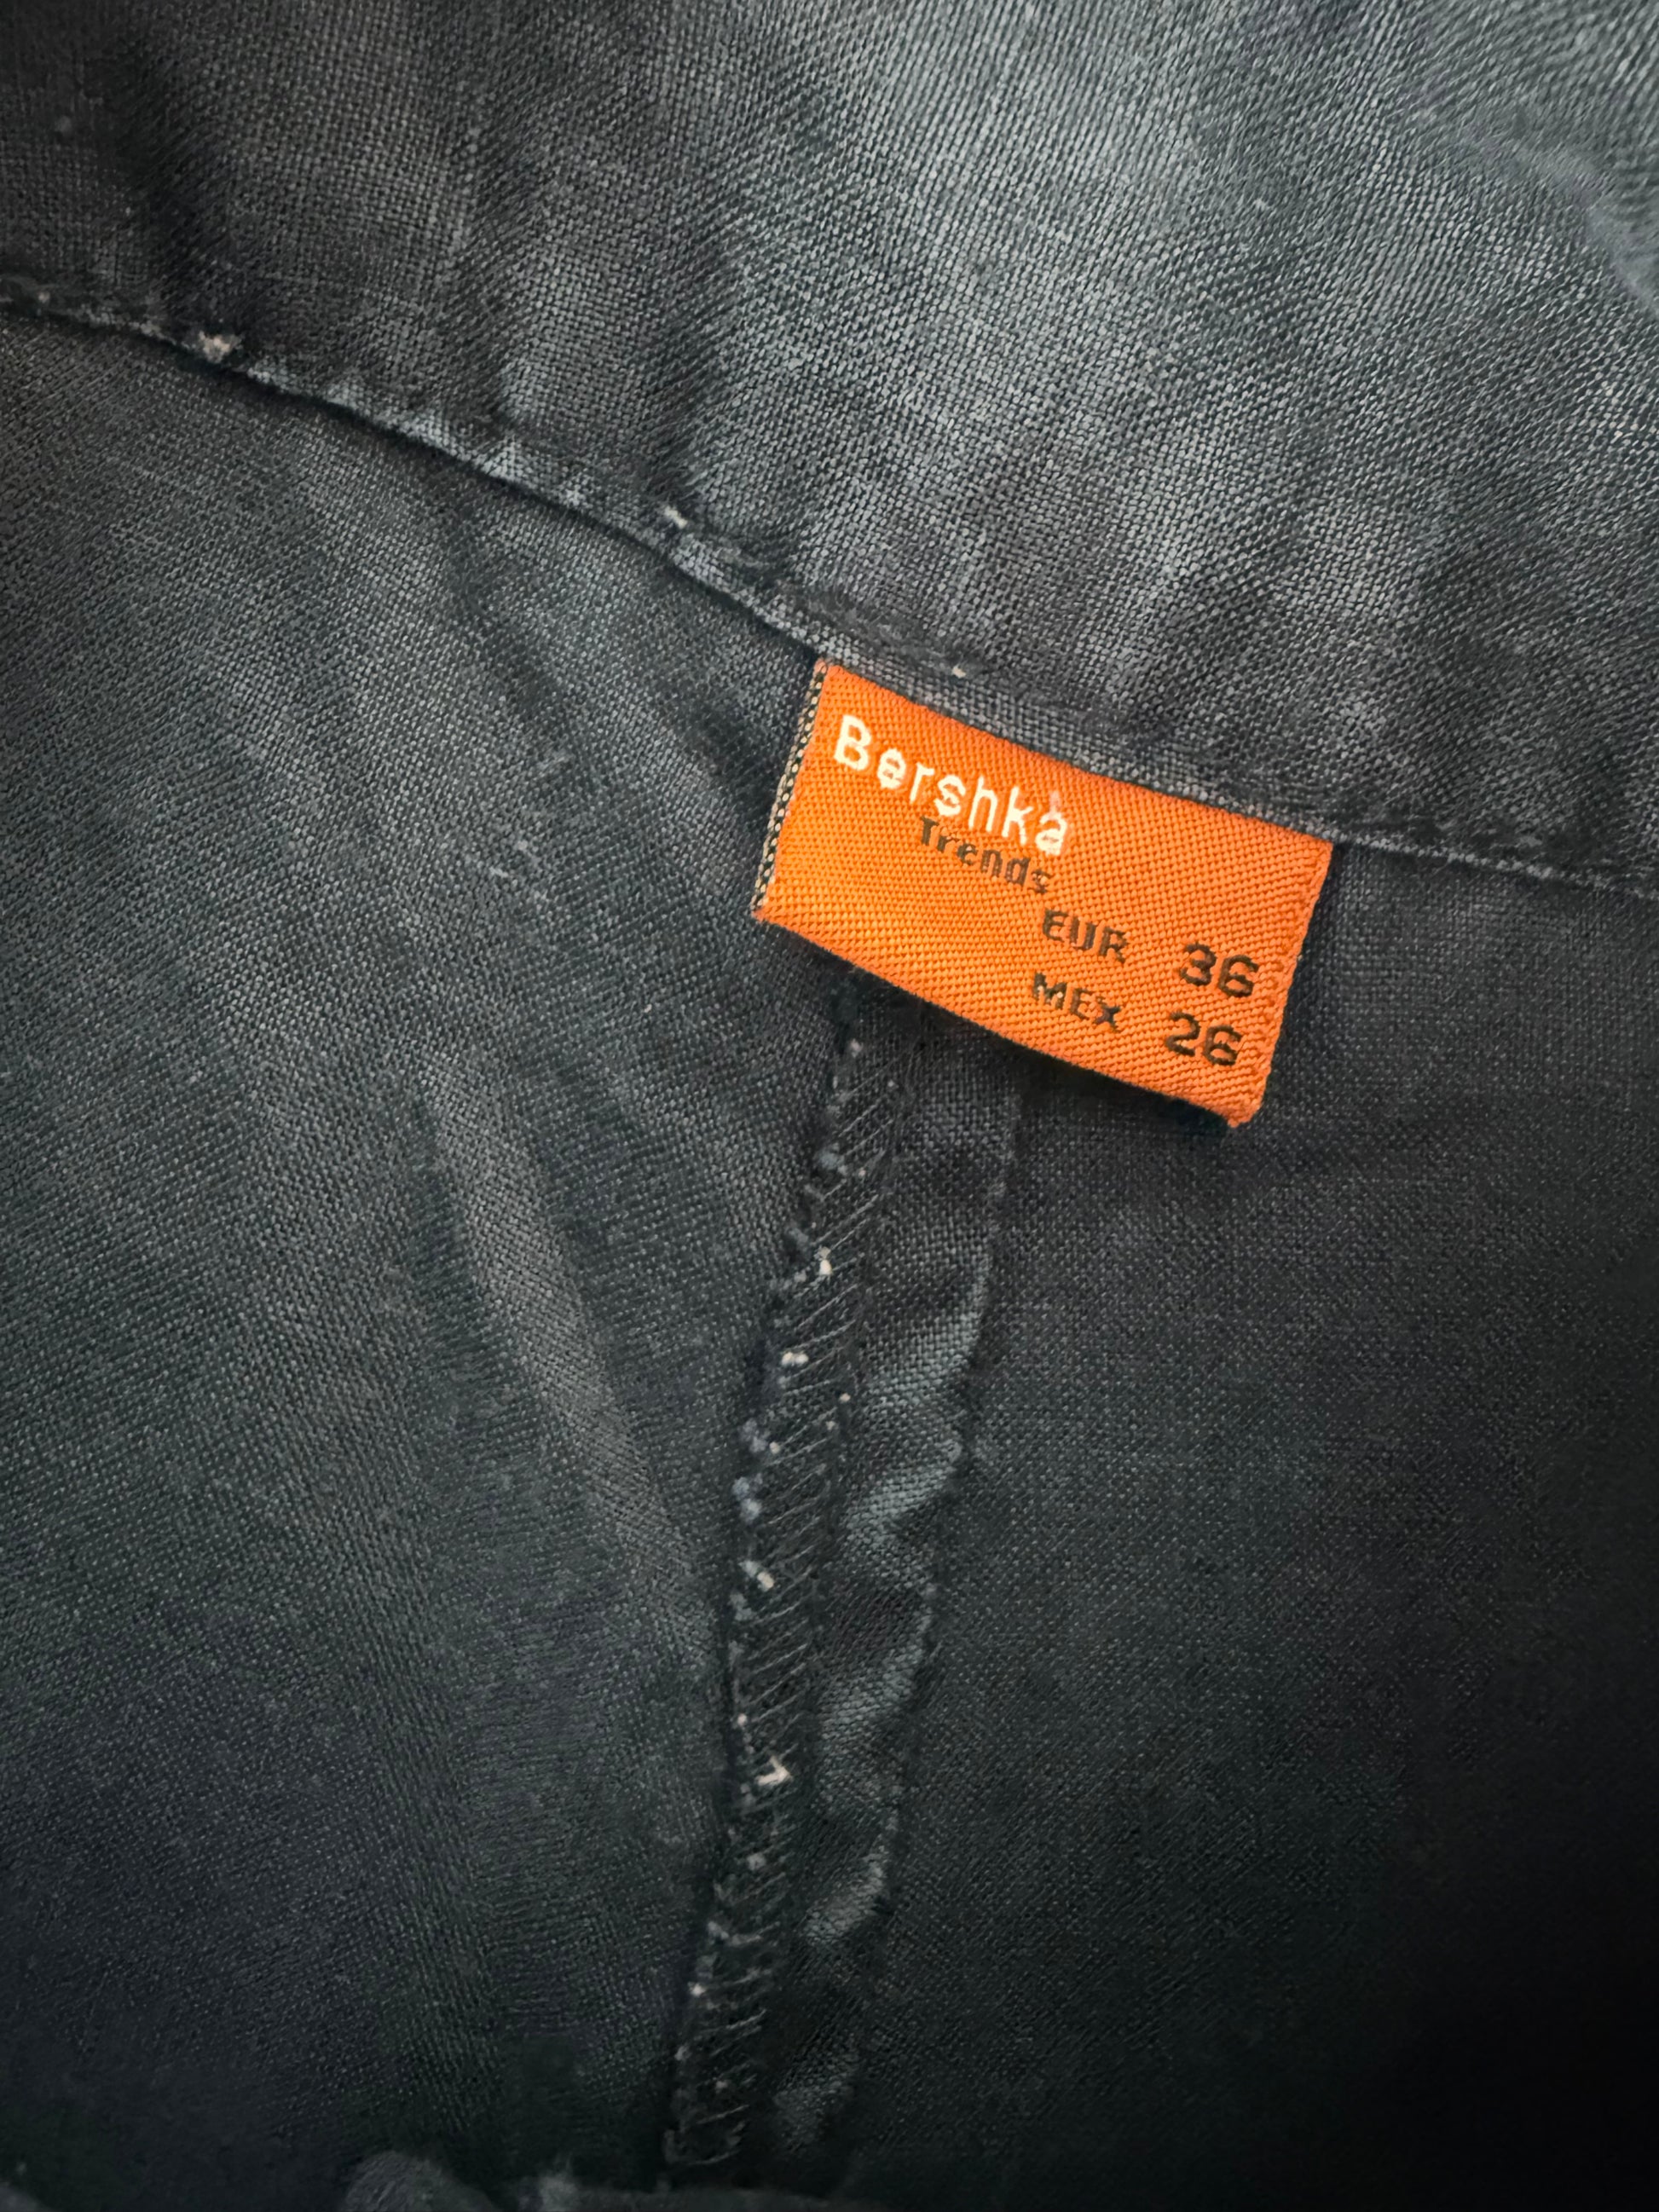 Bershka
Trends
EUR 36
MEX 26